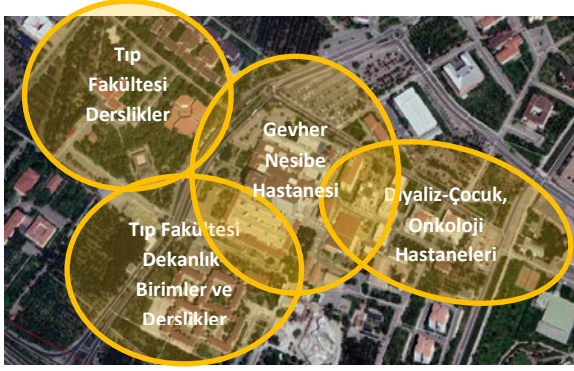 Tıp
Fakültesi
Derslikler
Gevher
Nesibe
Hastanesi
Diyaliz-Çocuk,
Onkoloji
Hastaneleri
Tıp Fakültesi
Dekanlık
Birimler ve
Derslikler